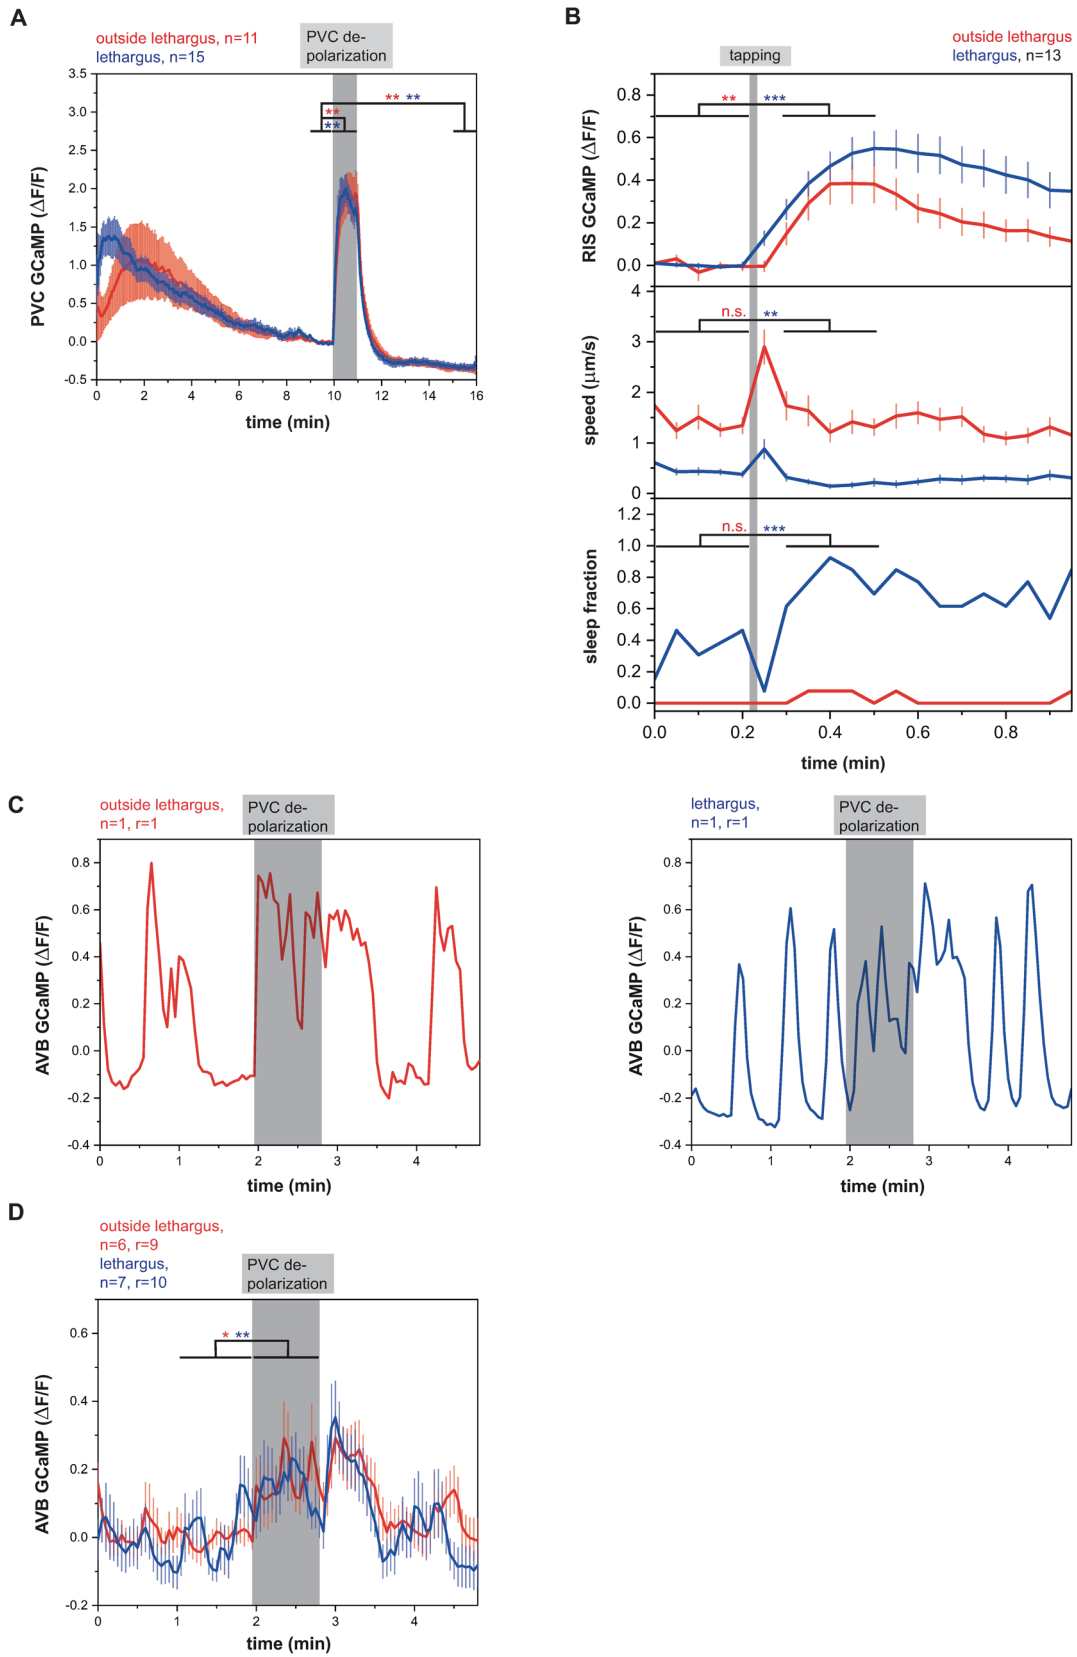 A
outside lethargus, n=11
lethargus, n=15
PVC de-
polarization
** **
**
**
3.5
3.0
2.5
2.0
1.5
1.0
0.5
0.0
-0.5
PVC GCaMP (ΔF/F)
0 2 4 6 8 10 12 14 16
time (min)
B
outside lethargus
lethargus, n=13
tapping
** ***
0.8
0.6
0.4
0.2
0.0
RIS GCaMP (ΔF/F)
n.s. **
4
3
2
1
0
speed (μm/s)
n.s. ***
1.2
1.0
0.8
0.6
0.4
0.2
0.0
sleep fraction
0.0 0.2 0.4 0.6 0.8
time (min)
C
outside lethargus,
n=1, r=1
PVC de-
polarization
0.8
0.6
0.4
0.2
0.0
-0.2
-0.4
AVB GCaMP (ΔF/F)
0 1 2 3 4
time (min)
lethargus,
n=1, r=1
PVC de-
polarization
0.8
0.6
0.4
0.2
0.0
-0.2
-0.4
AVB GCaMP (ΔF/F)
0 1 2 3 4
time (min)
D
outside lethargus,
n=6, r=9
lethargus,
n=7, r=10
PVC de-
polarization
* **
0.6
0.4
0.2
0.0
-0.2
AVB GCaMP (ΔF/F)
0 1 2 3 4
time (min)